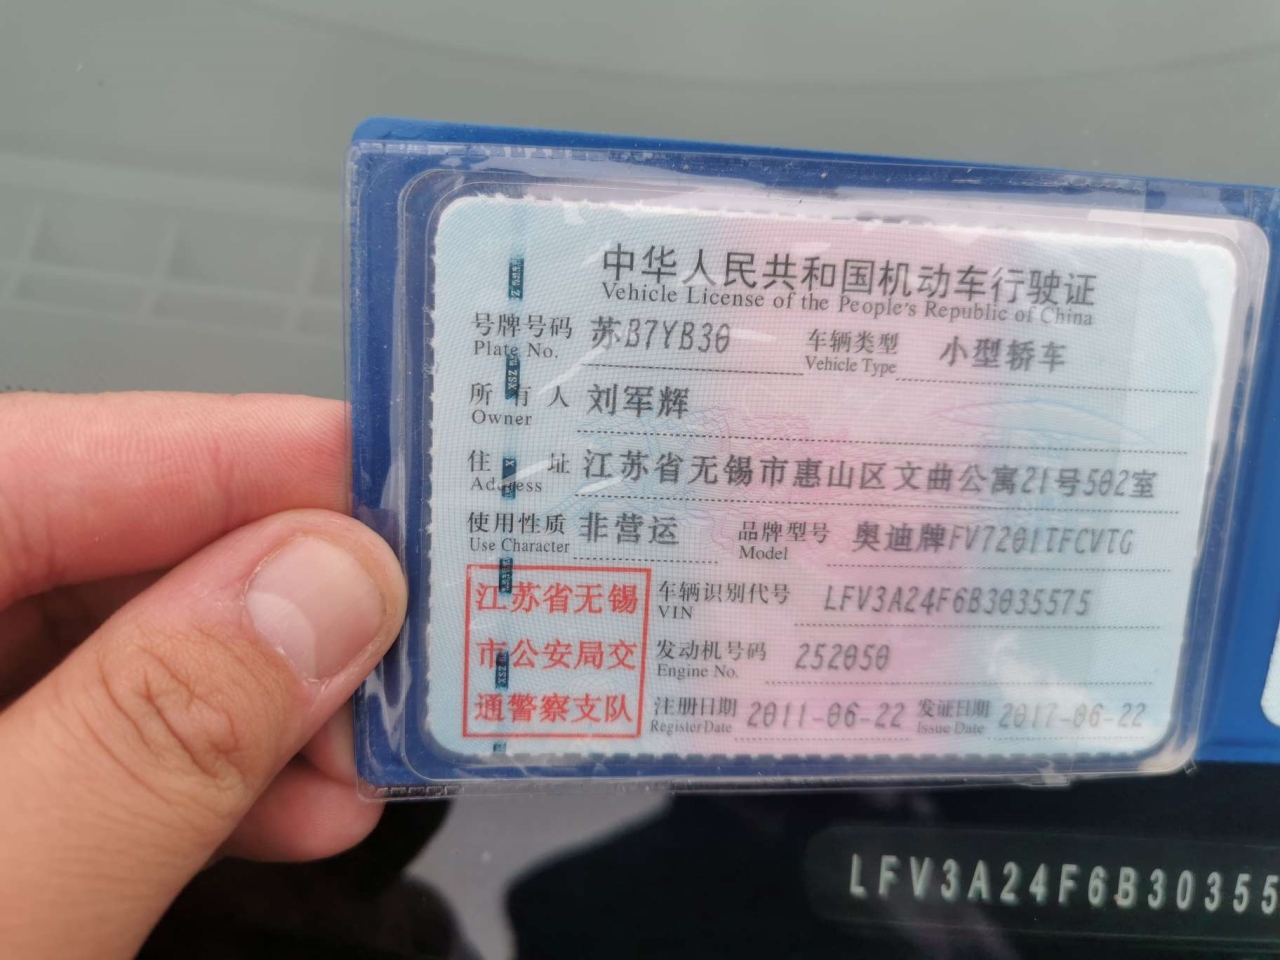 中华人民共和国机动车行驶证
Vehicle License of the People's Republic of China
号牌号码 苏B7YB30 车辆类型 小型轿车
Plate No. Vehicle Type
所有人 刘军辉
Owner
住址 江苏省无锡市惠山区文曲公寓21号502室
Address
使用性质 非营运 品牌型号 奥迪牌FV7201TFCVTG
Use Character Model
江苏省无锡
市公安局交
通警察支队
车辆识别代号 LFV3A24F6B3035575
VIN
发动机号码 252050
Engine No.
注册日期 2011-06-22 发证日期 2017-06-22
Register Date Issue Date
LFV3A24F6B30355